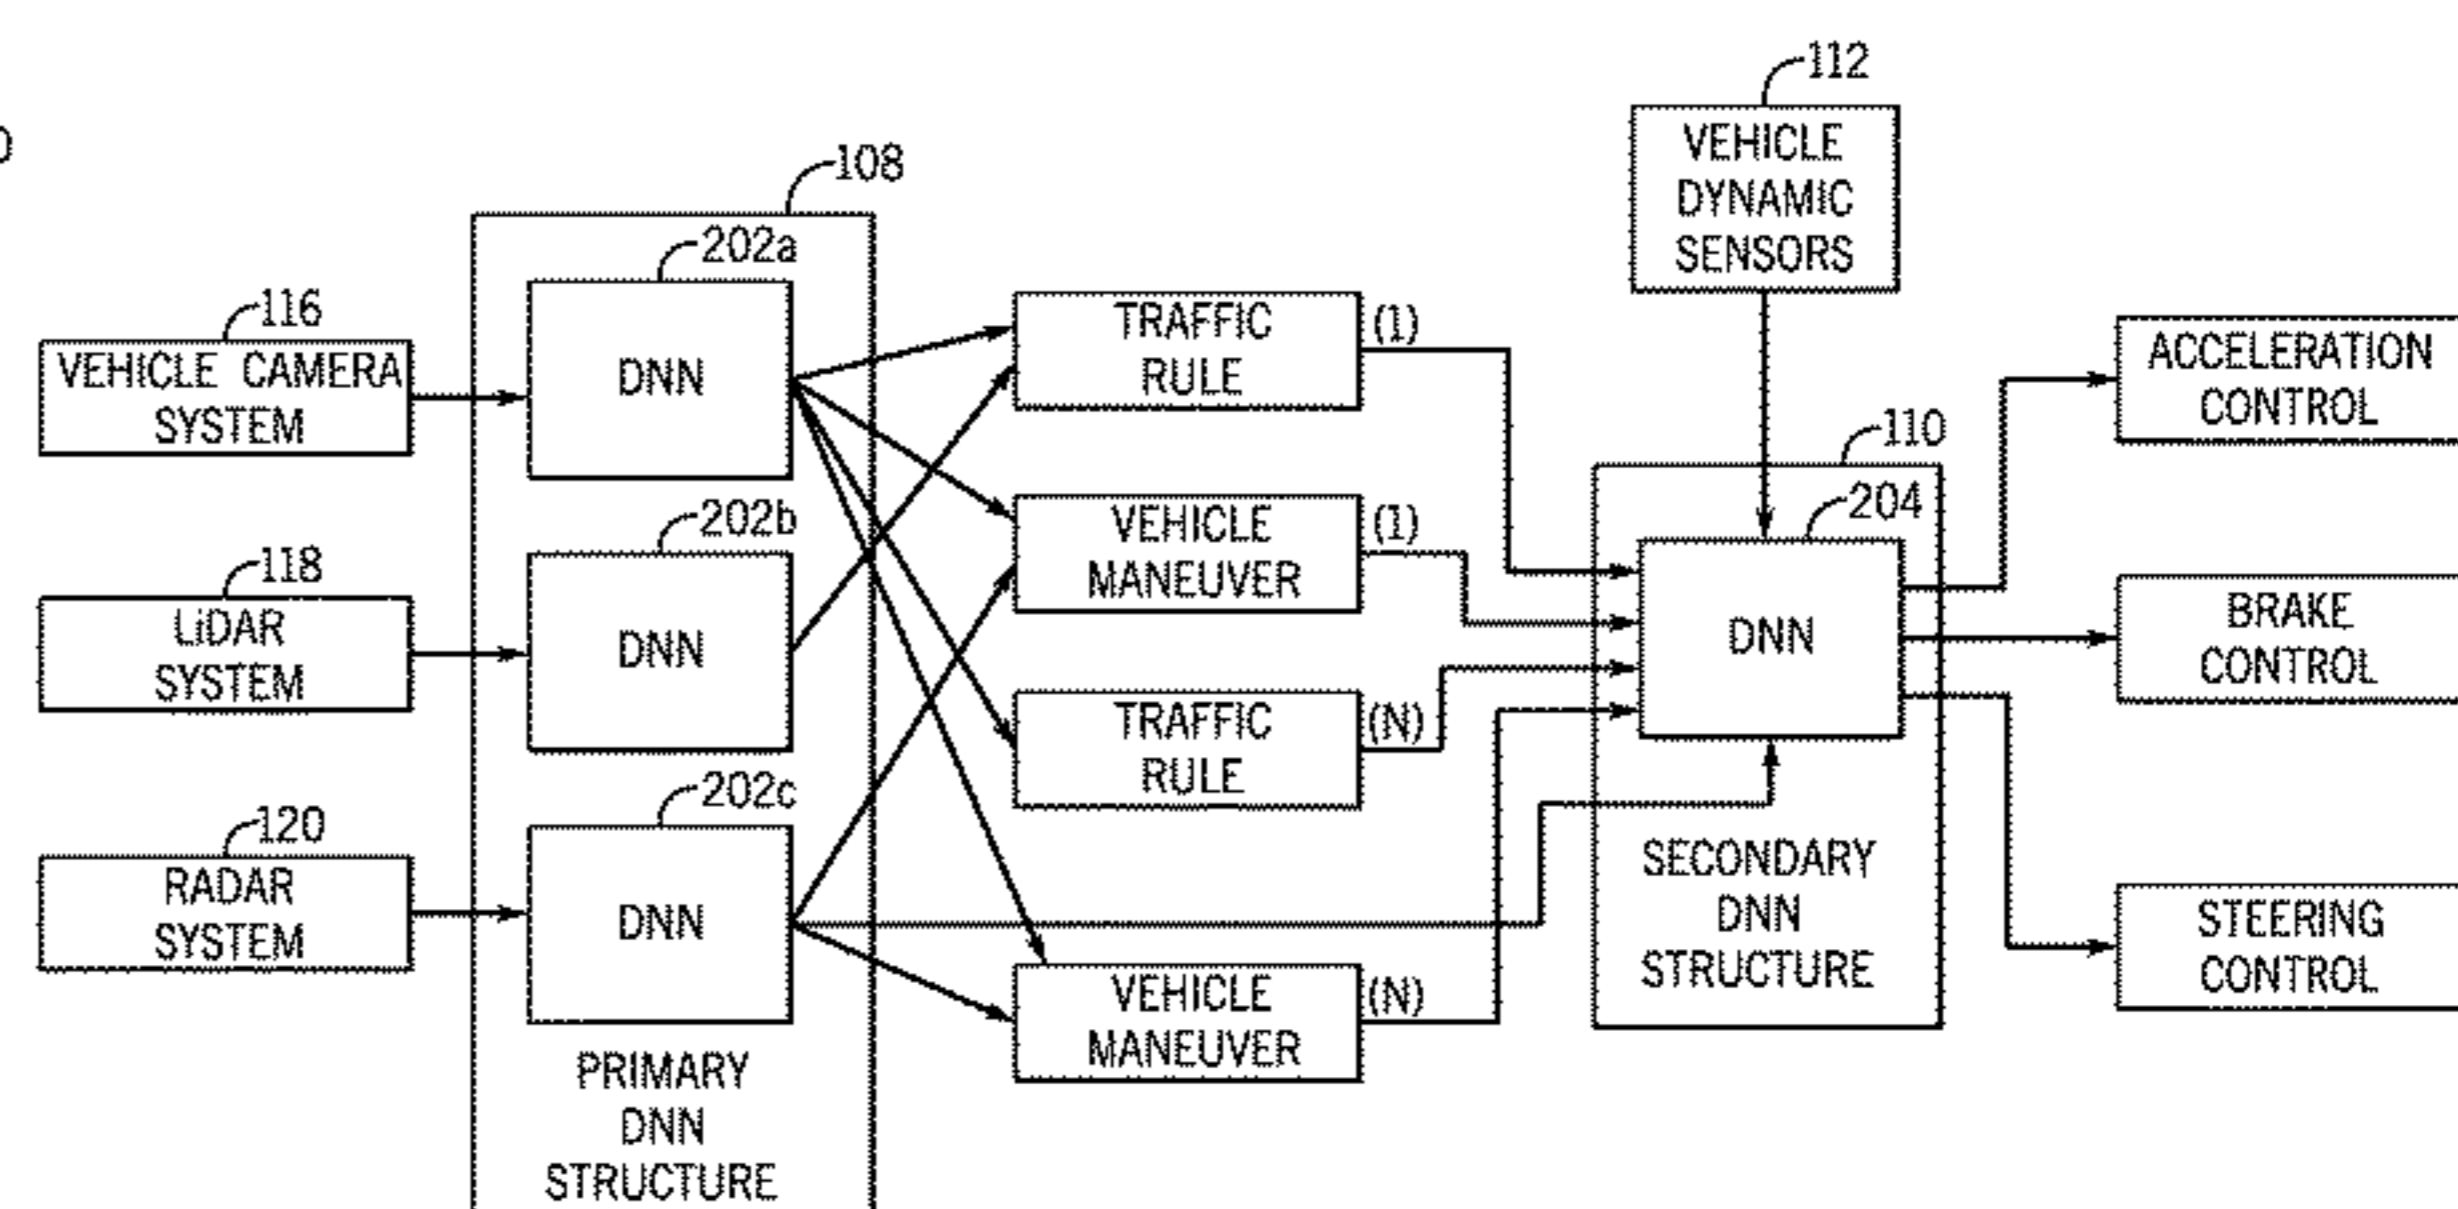 112
VEHICLE
DYNAMIC
SENSORS
108
202a
DNN
116
VEHICLE CAMERA
SYSTEM
TRAFFIC
RULE
(1)
ACCELERATION
CONTROL
110
202b
DNN
118
LiDAR
SYSTEM
VEHICLE
MANEUVER
(1)
204
DNN
BRAKE
CONTROL
TRAFFIC
RULE
(N)
202c
DNN
120
RADAR
SYSTEM
SECONDARY
DNN
STRUCTURE
STEERING
CONTROL
VEHICLE
MANEUVER
(N)
PRIMARY
DNN
STRUCTURE